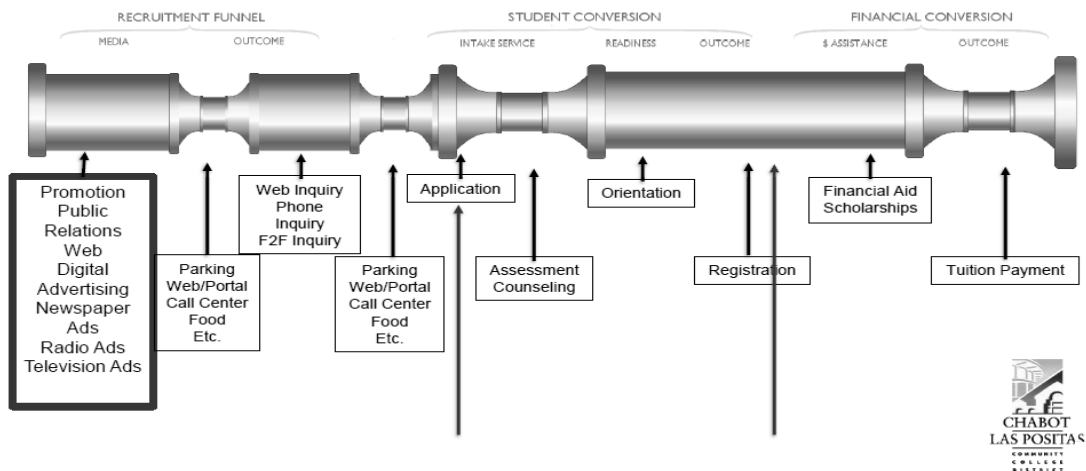 RECRUITMENT FUNNEL
STUDENT CONVERSION
FINANCIAL CONVERSION
MEDIA
OUTCOME
INTAKE SERVICE
READINESS
OUTCOME
$ ASSISTANCE
OUTCOME
Promotion
Public
Relations
Web
Digital
Advertising
Newspaper
Ads
Radio Ads
Television Ads
Parking
Web/Portal
Call Center
Food
Etc.
Web Inquiry
Phone
Inquiry
F2F Inquiry
Parking
Web/Portal
Call Center
Food
Etc.
Application
Assessment
Counseling
Orientation
Registration
Financial Aid
Scholarships
Tuition Payment
CHABOT
LAS POSITAS
COMMUNITY
COLLEGE
DISTRICT